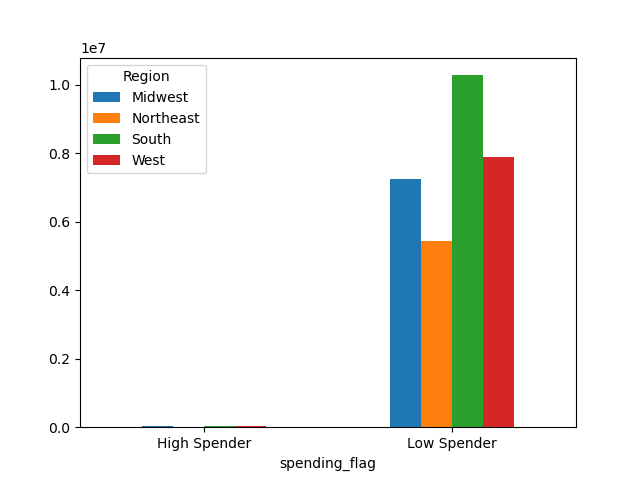 1e7
Region
Midwest
Northeast
South
West
1.0
0.8
0.6
0.4
0.2
0.0
High Spender Low Spender
spending_flag